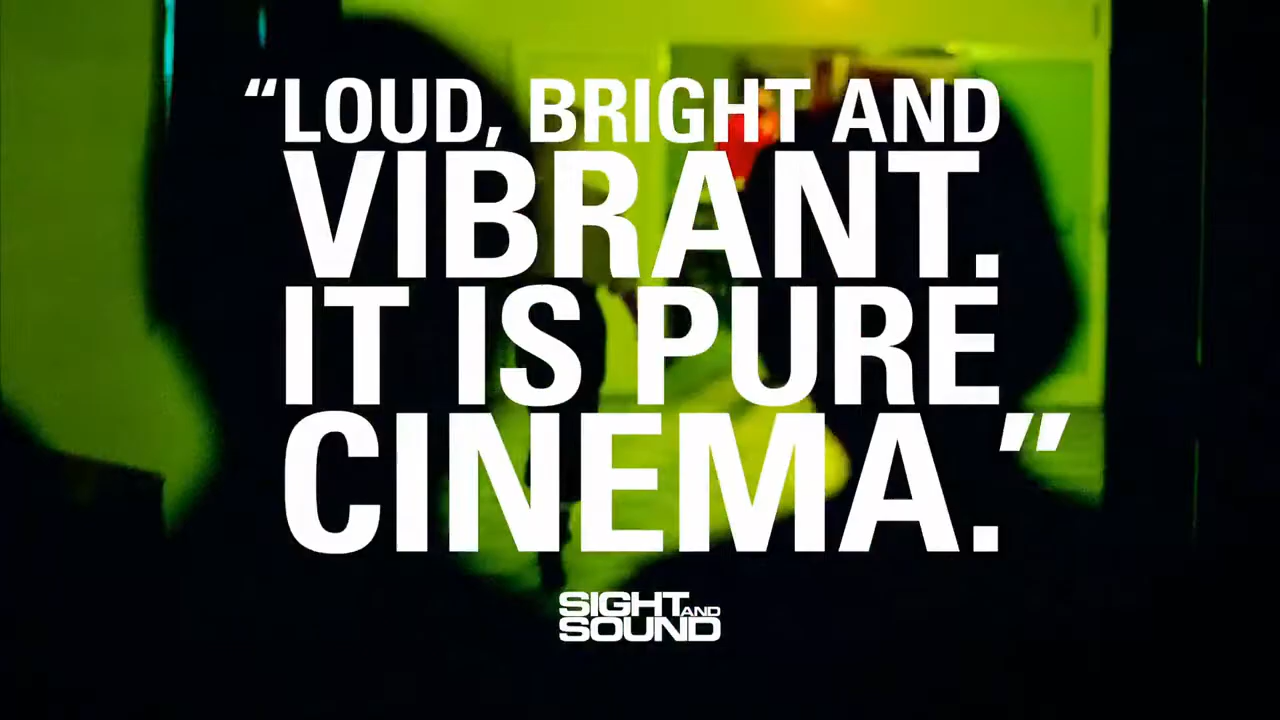 “LOUD, BRIGHT AND
VIBRANT.
IT IS PURE
CINEMA.”
SIGHT AND
SOUND